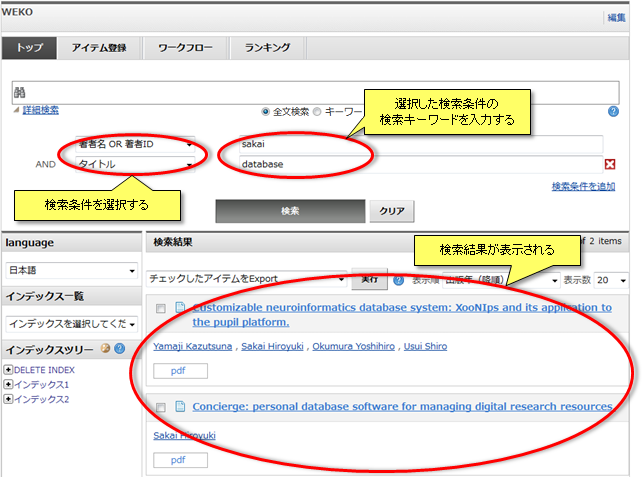 WEKO
編集
トップ
アイテム登録
ワークフロー
ランキング
詳細検索
全文検索
キーワー
選択した検索条件の
検索キーワードを入力する
著者名 OR 著者ID
sakai
AND
タイトル
database
検索条件を追加
検索条件を選択する
検索
クリア
language
検索結果
of 2 items
検索結果が表示される
日本語
チェックしたアイテムをExport
実行
表示順
出版年（降順）
表示数
20
インデックス一覧
インデックスを選択してくだ
インデックスツリー
DELETE INDEX
インデックス1
インデックス2
Customizable neuroinformatics database system: XooNIps and its application to
the pupil platform.
Yamaji Kazutsuna , Sakai Hiroyuki , Okumura Yoshihiro , Usui Shiro
pdf
Concierge: personal database software for managing digital research resources.
Sakai Hiroyuki
pdf